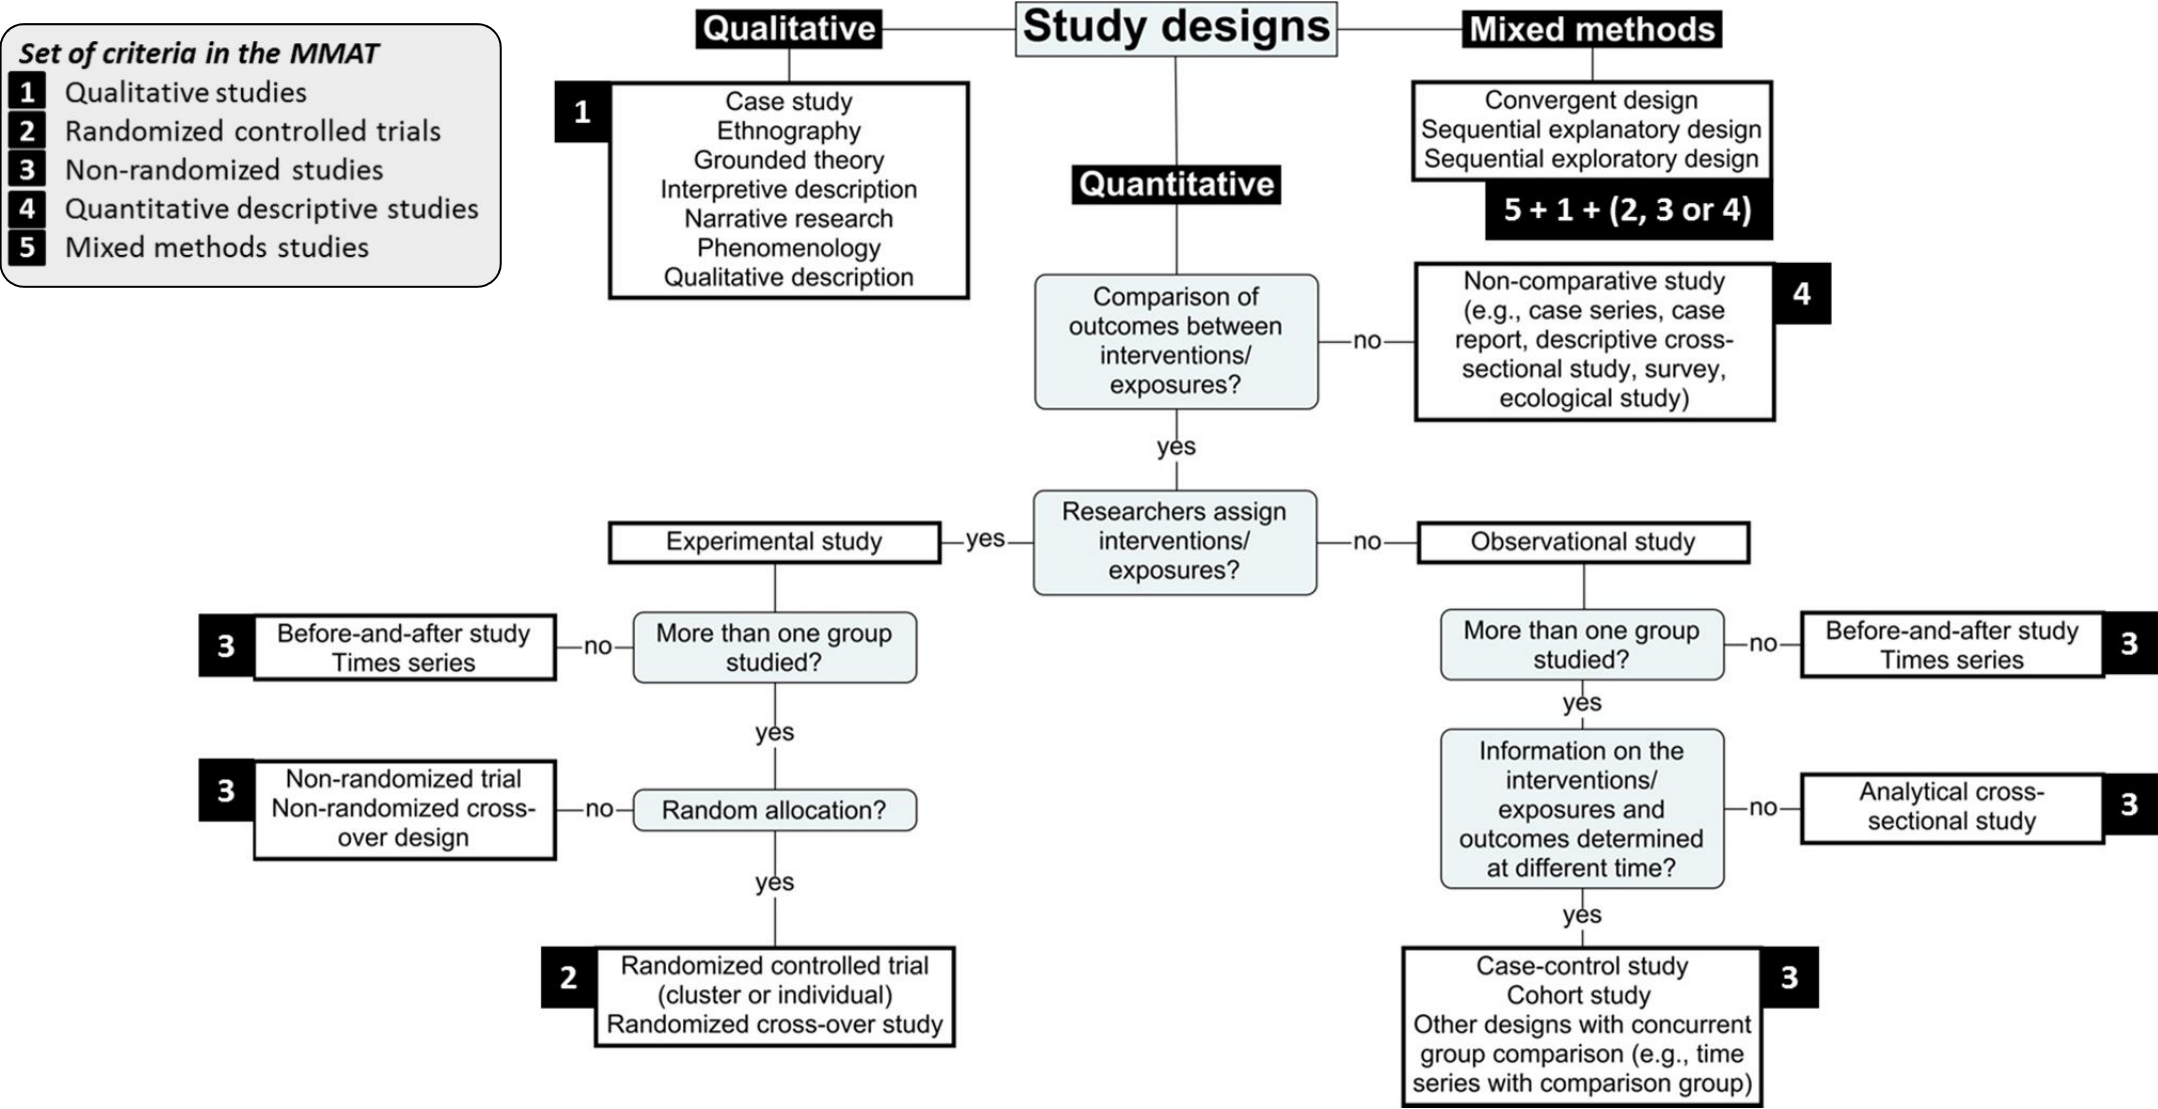 Set of criteria in the MMAT
1 Qualitative studies
2 Randomized controlled trials
3 Non-randomized studies
4 Quantitative descriptive studies
5 Mixed methods studies
Study designs
Qualitative
1
Case study
Ethnography
Grounded theory
Interpretive description
Narrative research
Phenomenology
Qualitative description
Mixed methods
Convergent design
Sequential explanatory design
Sequential exploratory design
5 + 1 + (2, 3 or 4)
Quantitative
Comparison of
outcomes between
interventions/
exposures?
no
Non-comparative study
(e.g., case series, case
report, descriptive cross-
sectional study, survey,
ecological study)
4
yes
Researchers assign
interventions/
exposures?
yes
Experimental study
no
Observational study
More than one group
studied?
no
Before-and-after study
Times series
3
yes
Random allocation?
no
Non-randomized trial
Non-randomized cross-
over design
3
yes
2
Randomized controlled trial
(cluster or individual)
Randomized cross-over study
More than one group
studied?
no
Before-and-after study
Times series
3
yes
Information on the
interventions/
exposures and
outcomes determined
at different time?
no
Analytical cross-
sectional study
3
yes
Case-control study
Cohort study
Other designs with concurrent
group comparison (e.g., time
series with comparison group)
3